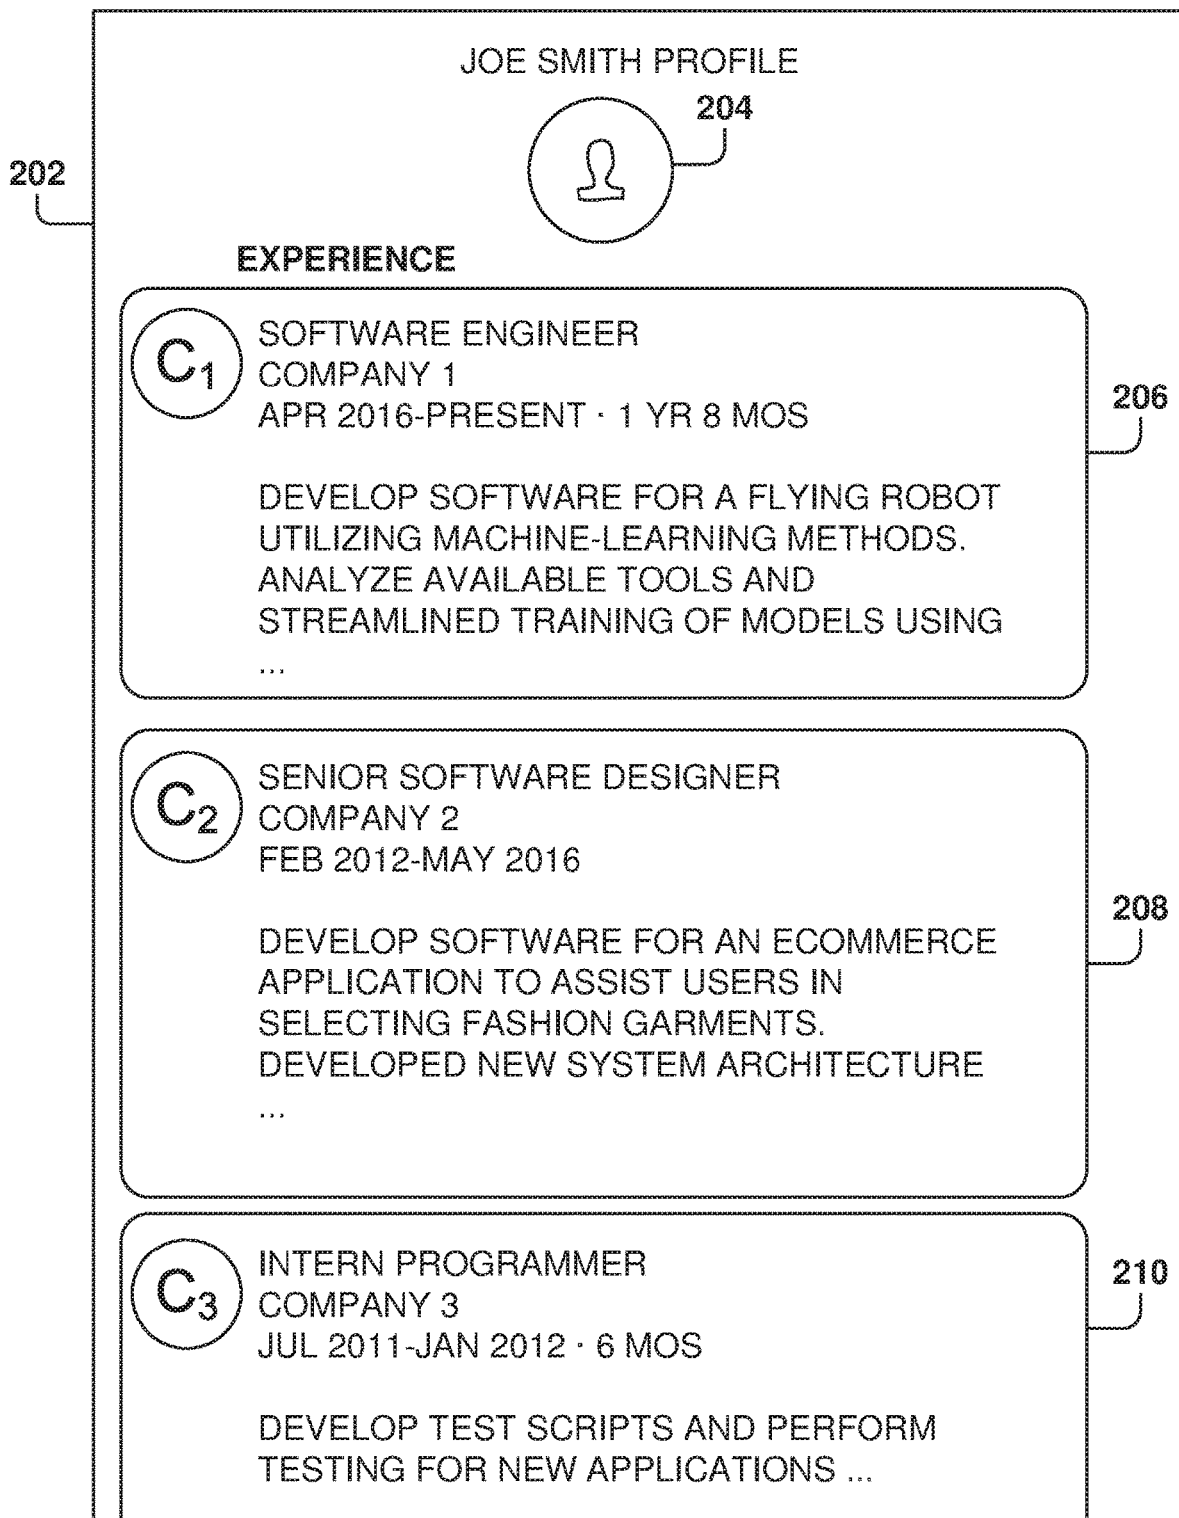 JOE SMITH PROFILE
204
202
EXPERIENCE
C1
SOFTWARE ENGINEER
COMPANY 1
APR 2016-PRESENT · 1 YR 8 MOS
206
DEVELOP SOFTWARE FOR A FLYING ROBOT
UTILIZING MACHINE-LEARNING METHODS.
ANALYZE AVAILABLE TOOLS AND
STREAMLINED TRAINING OF MODELS USING
...
C2
SENIOR SOFTWARE DESIGNER
COMPANY 2
FEB 2012-MAY 2016
208
DEVELOP SOFTWARE FOR AN ECOMMERCE
APPLICATION TO ASSIST USERS IN
SELECTING FASHION GARMENTS.
DEVELOPED NEW SYSTEM ARCHITECTURE
...
C3
INTERN PROGRAMMER
COMPANY 3
JUL 2011-JAN 2012 · 6 MOS
210
DEVELOP TEST SCRIPTS AND PERFORM
TESTING FOR NEW APPLICATIONS ...